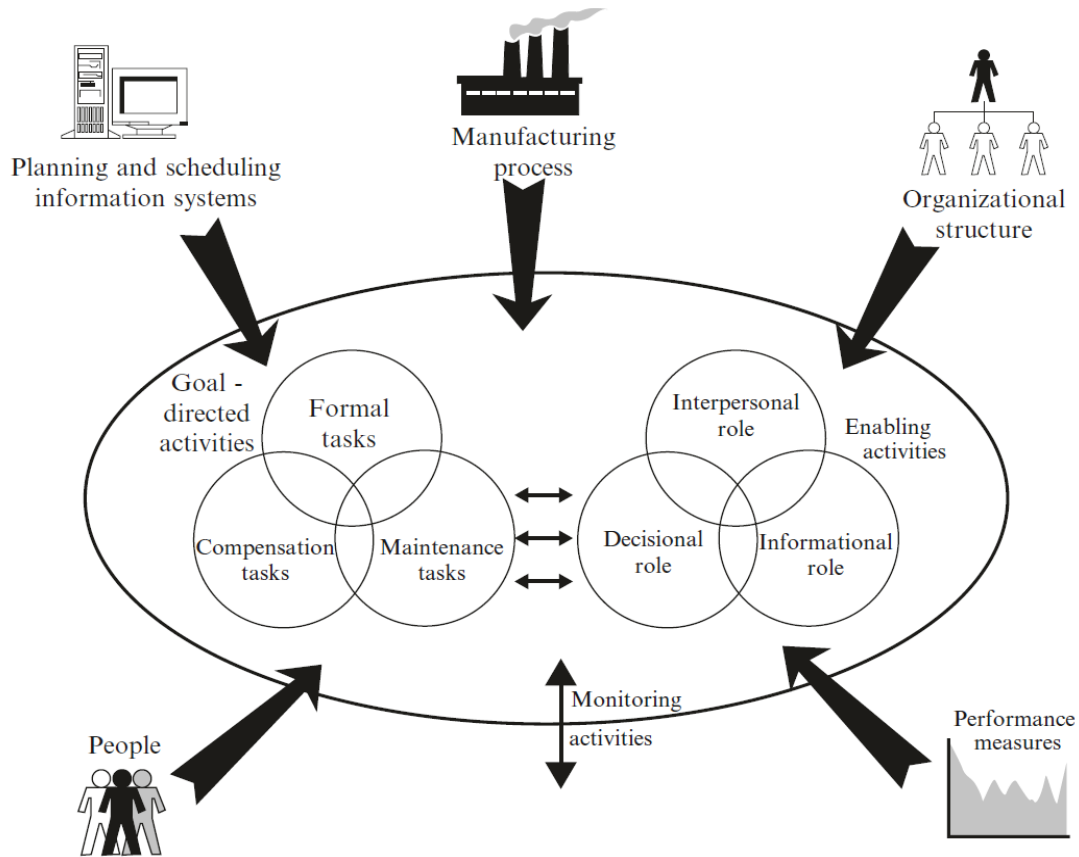 Planning and scheduling
information systems
Manufacturing
process
Organizational
structure
Goal -
directed
activities
Formal
tasks
Compensation
tasks
Maintenance
tasks
Interpersonal
role
Enabling
activities
Decisional
role
Informational
role
People
Monitoring
activities
Performance
measures